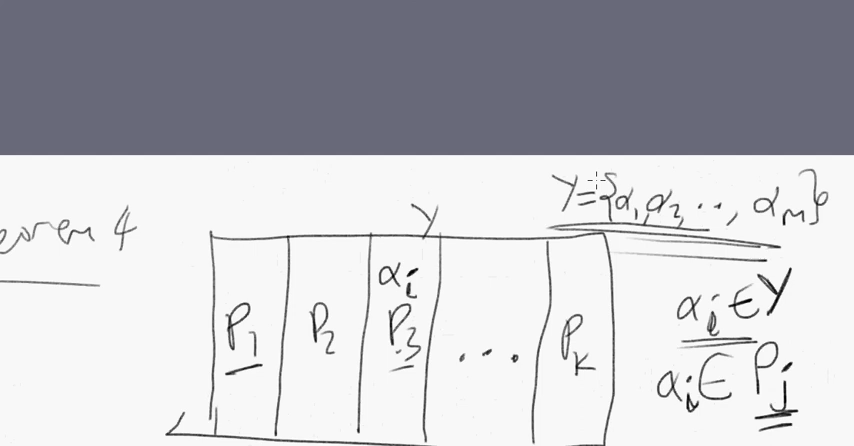 Y={α₁,α₂,..,αₘ}
eorem 4
Y
αᵢ
P₁ P₂ P₃ ... Pₖ
αᵢ∈Y
αᵢ∈Pⱼ